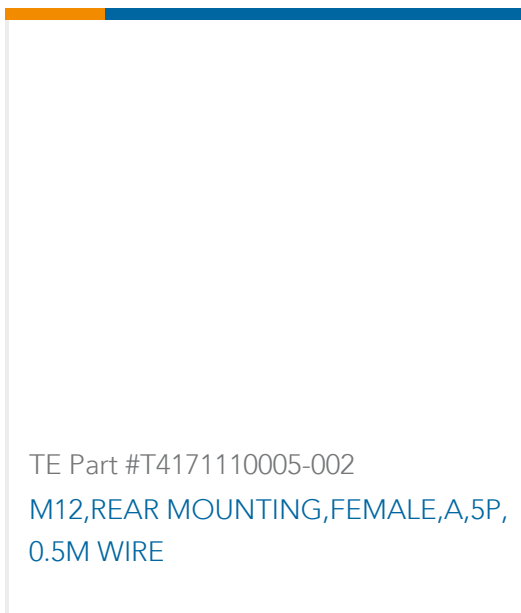 TE Part #T4171110005-002
M12,REAR MOUNTING,FEMALE,A,5P,
0.5M WIRE